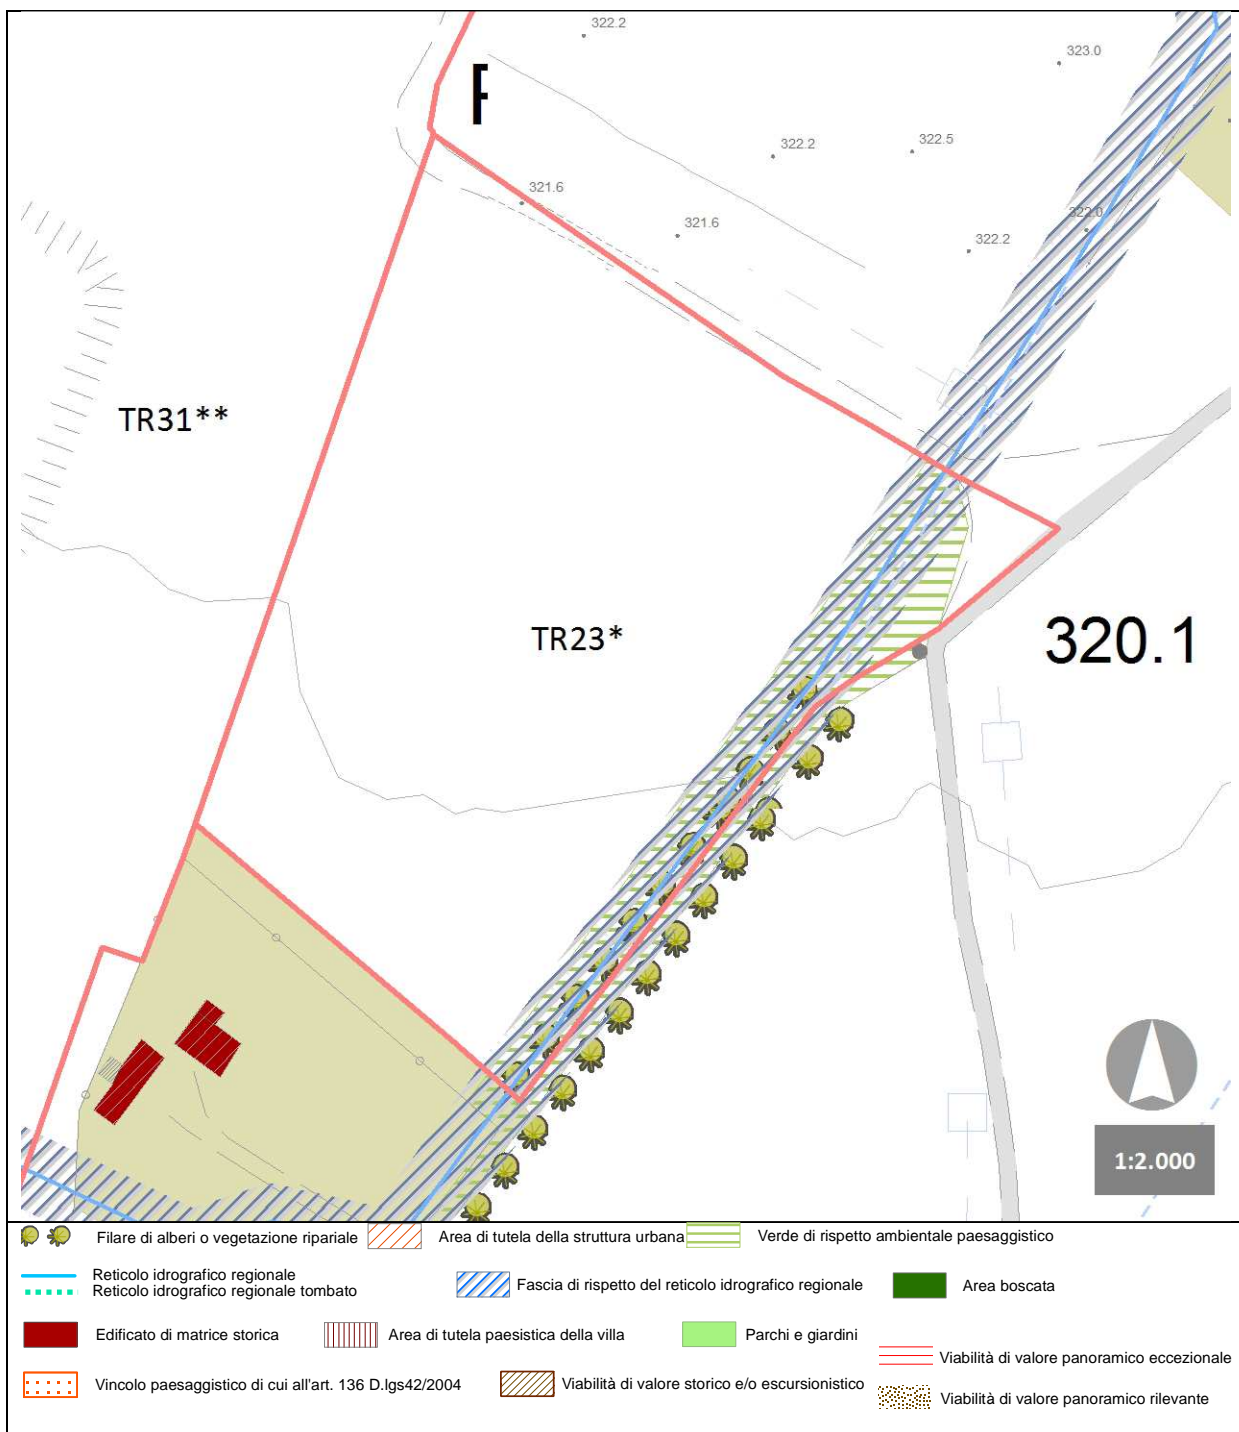 322.2
323.0
F
322.2
322.5
321.6
321.6
322.0
322.2
TR31**
TR23*
320.1
1:2.000
Filare di alberi o vegetazione ripariale
Area di tutela della struttura urbana
Verde di rispetto ambientale paesaggistico
Reticolo idrografico regionale
Reticolo idrografico regionale tombato
Fascia di rispetto del reticolo idrografico regionale
Area boscata
Edificato di matrice storica
Area di tutela paesistica della villa
Parchi e giardini
Viabilità di valore panoramico eccezionale
Vincolo paesaggistico di cui all'art. 136 D.lgs42/2004
Viabilità di valore storico e/o escursionistico
Viabilità di valore panoramico rilevante